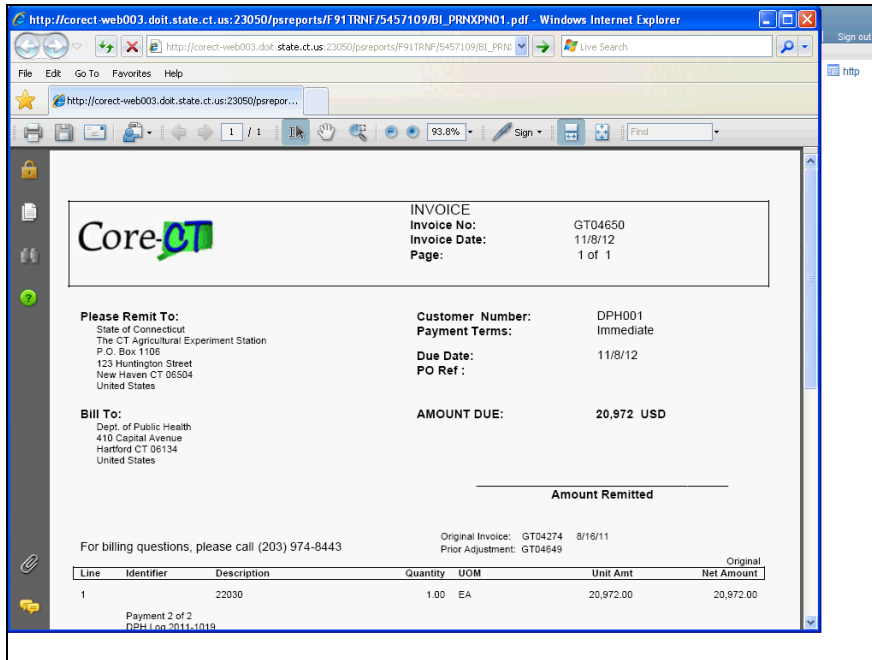 http://corect-web003.doit.state.ct.us:23050/psreports/F91TRNF/5457109/BI_PRNXPN01.pdf - Windows Internet Explorer
Sign out
http://corect-web003.doit.state.ct.us:23050/psreports/F91TRNF/5457109/BI_PRN
Live Search
File Edit Go To Favorites Help
http
http://corect-web003.doit.state.ct.us:23050/psrepor...
1 / 1 93.8% Sign Find
Core-CT
INVOICE
Invoice No: GT04650
Invoice Date: 11/8/12
Page: 1 of 1
Please Remit To:
State of Connecticut
The CT Agricultural Experiment Station
P.O. Box 1106
123 Huntington Street
New Haven CT 06504
United States
Customer Number: DPH001
Payment Terms: Immediate
Due Date: 11/8/12
PO Ref :
Bill To:
Dept. of Public Health
410 Capital Avenue
Hartford CT 06134
United States
AMOUNT DUE: 20,972 USD
Amount Remitted
For billing questions, please call (203) 974-8443
Original Invoice: GT04274 8/16/11
Prior Adjustment: GT04649
Original
Line Identifier Description Quantity UOM Unit Amt Net Amount
1 22030 1.00 EA 20,972.00 20,972.00
Payment 2 of 2
DPH Log 2011-1019